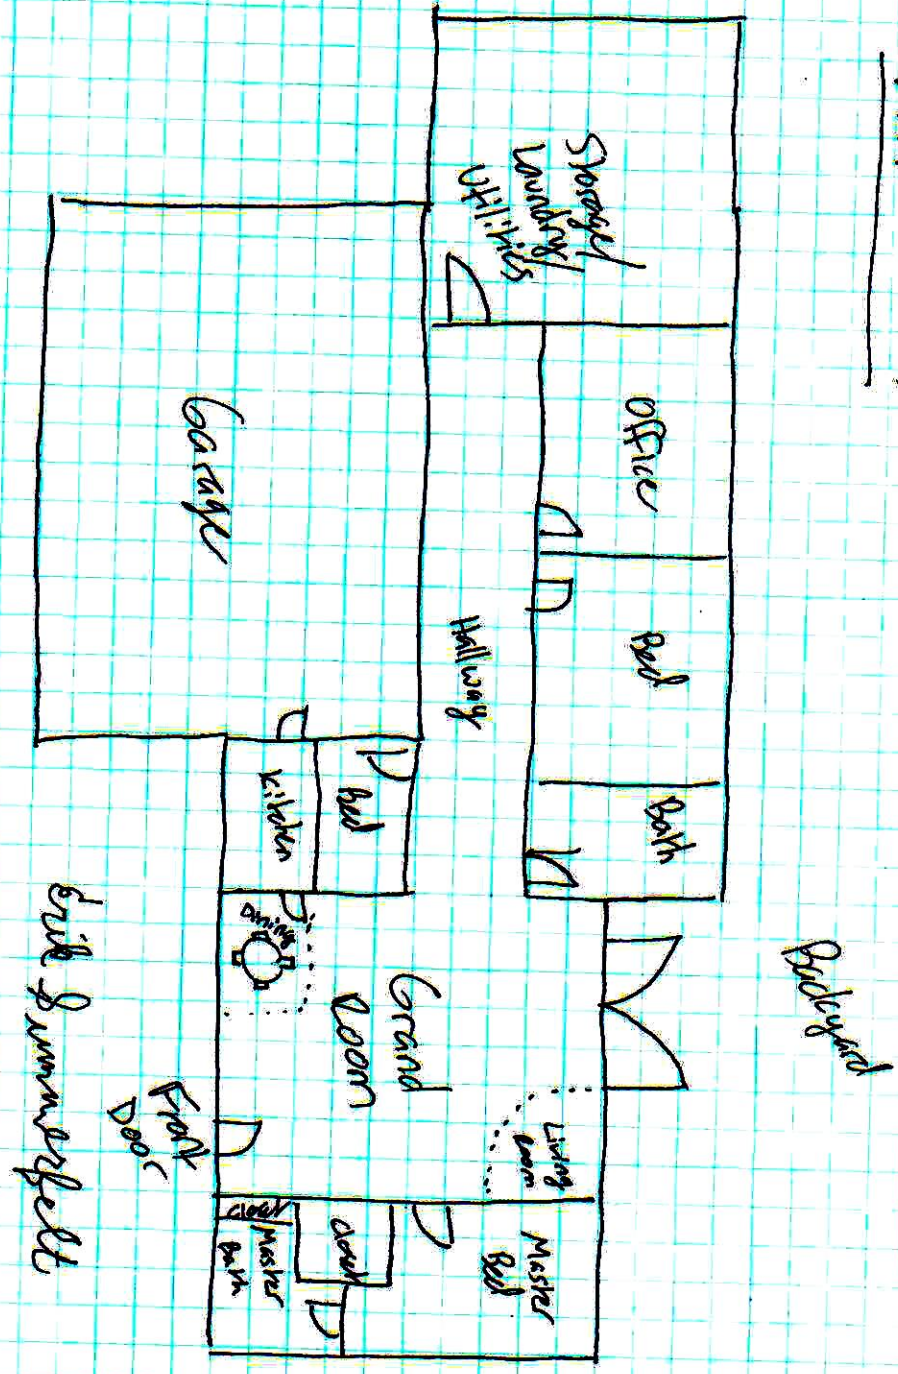 Backyard
Storage/
Laundry/
Utilities
Office
Bed
Bath
Hallway
Garage
Kitchen
Bed
Dining
Grand
Room
Living
room
Front
Door
Master
Bed
Closet
Closet
Master
Bath